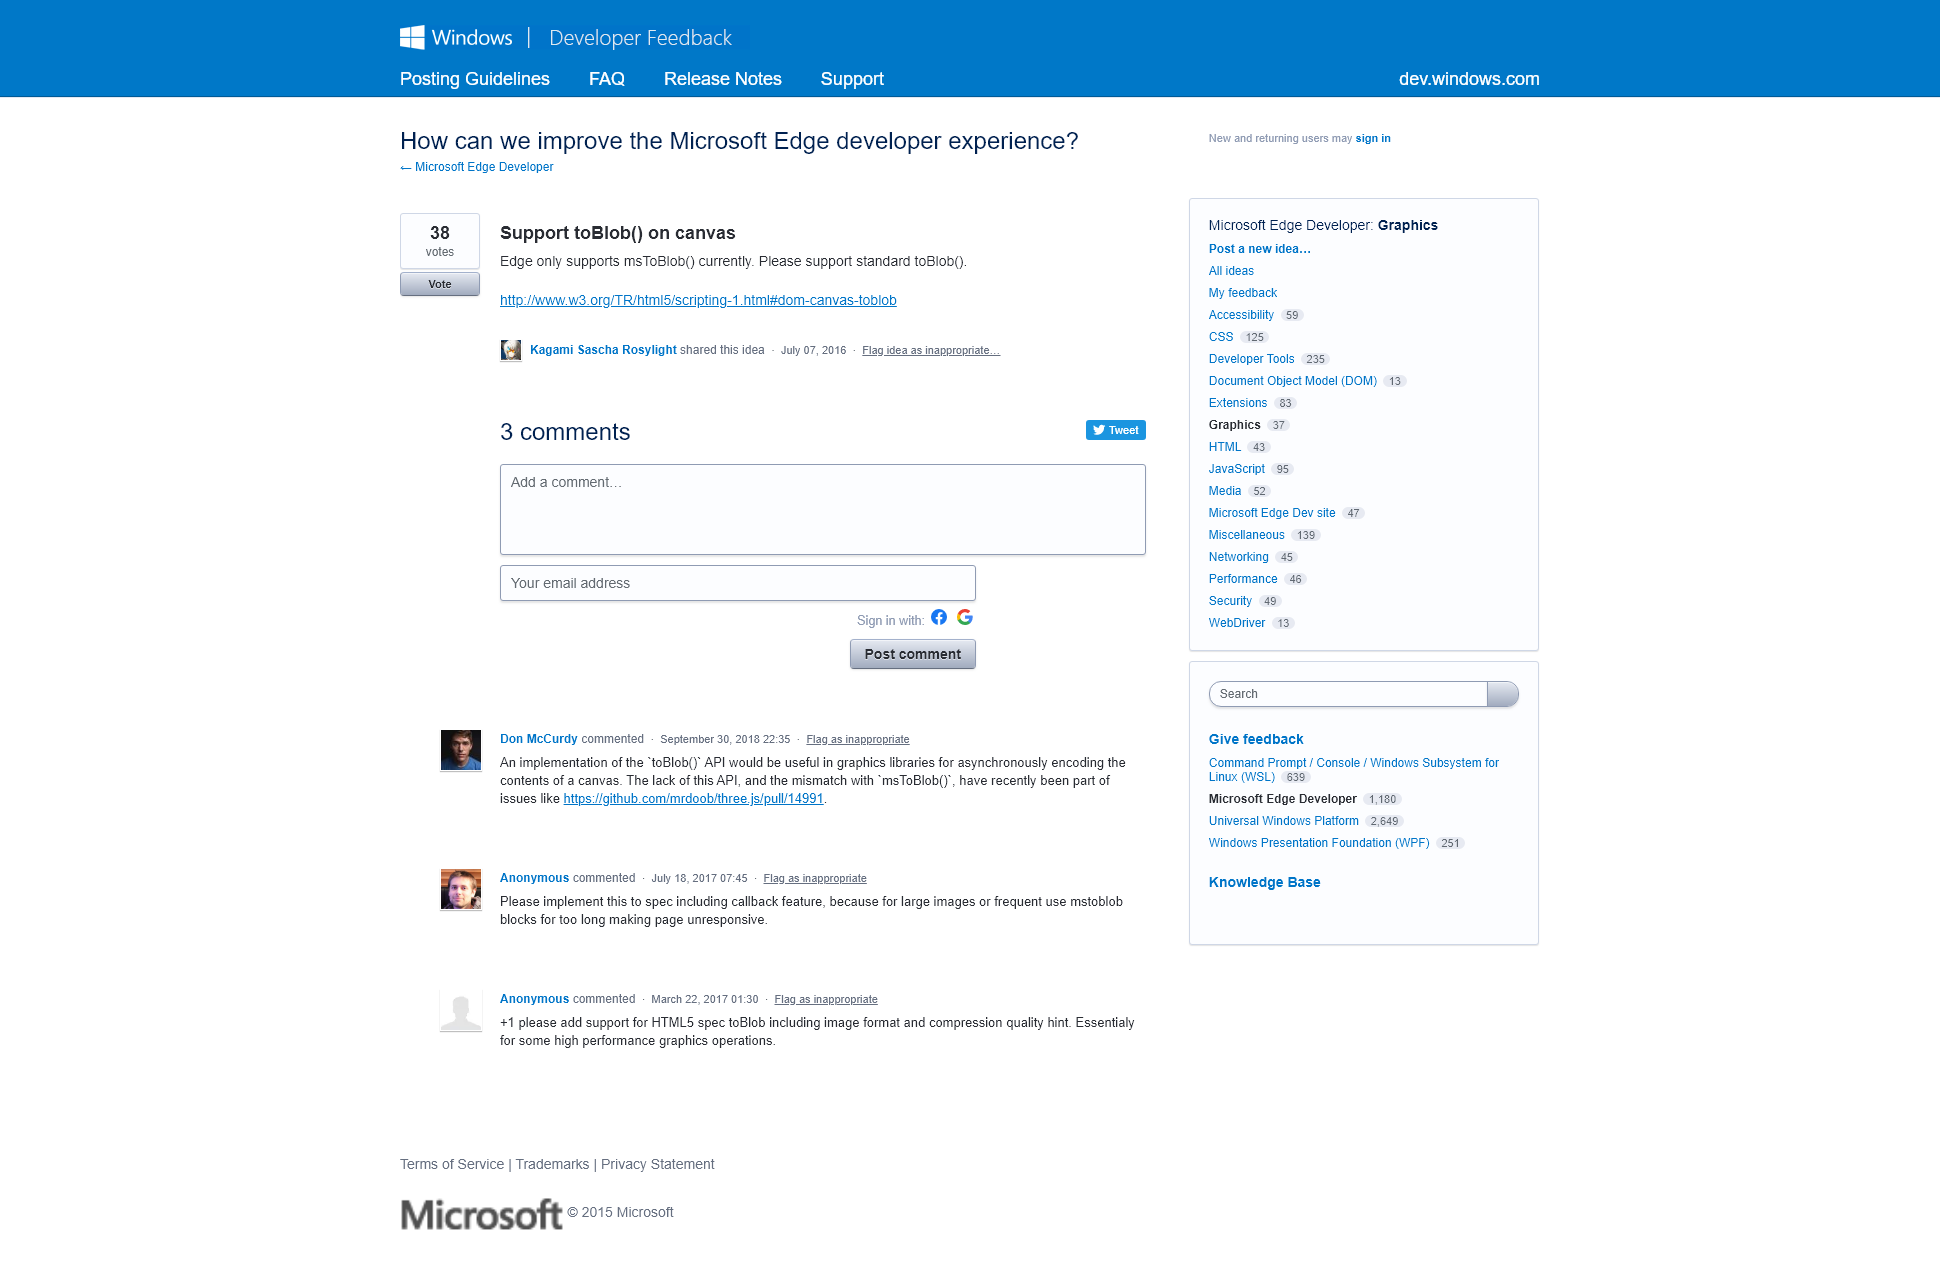 Windows | Developer Feedback
Posting Guidelines FAQ Release Notes Support dev.windows.com
How can we improve the Microsoft Edge developer experience?
← Microsoft Edge Developer
New and returning users may sign in
38
votes
Vote
Support toBlob() on canvas
Edge only supports msToBlob() currently. Please support standard toBlob().
http://www.w3.org/TR/html5/scripting-1.html#dom-canvas-toblob
Kagami Sascha Rosylight shared this idea · July 07, 2016 · Flag idea as inappropriate…
3 comments
Tweet
Add a comment…
Your email address
Sign in with:
Post comment
Don McCurdy commented · September 30, 2018 22:35 · Flag as inappropriate
An implementation of the `toBlob()` API would be useful in graphics libraries for asynchronously encoding the
contents of a canvas. The lack of this API, and the mismatch with `msToBlob()`, have recently been part of
issues like https://github.com/mrdoob/three.js/pull/14991.
Anonymous commented · July 18, 2017 07:45 · Flag as inappropriate
Please implement this to spec including callback feature, because for large images or frequent use mstoblob
blocks for too long making page unresponsive.
Anonymous commented · March 22, 2017 01:30 · Flag as inappropriate
+1 please add support for HTML5 spec toBlob including image format and compression quality hint. Essentialy
for some high performance graphics operations.
Microsoft Edge Developer: Graphics
Post a new idea…
All ideas
My feedback
Accessibility 59
CSS 125
Developer Tools 235
Document Object Model (DOM) 13
Extensions 83
Graphics 37
HTML 43
JavaScript 95
Media 52
Microsoft Edge Dev site 47
Miscellaneous 139
Networking 45
Performance 46
Security 49
WebDriver 13
Search
Give feedback
Command Prompt / Console / Windows Subsystem for
Linux (WSL) 639
Microsoft Edge Developer 1,180
Universal Windows Platform 2,649
Windows Presentation Foundation (WPF) 251
Knowledge Base
Terms of Service | Trademarks | Privacy Statement
Microsoft © 2015 Microsoft